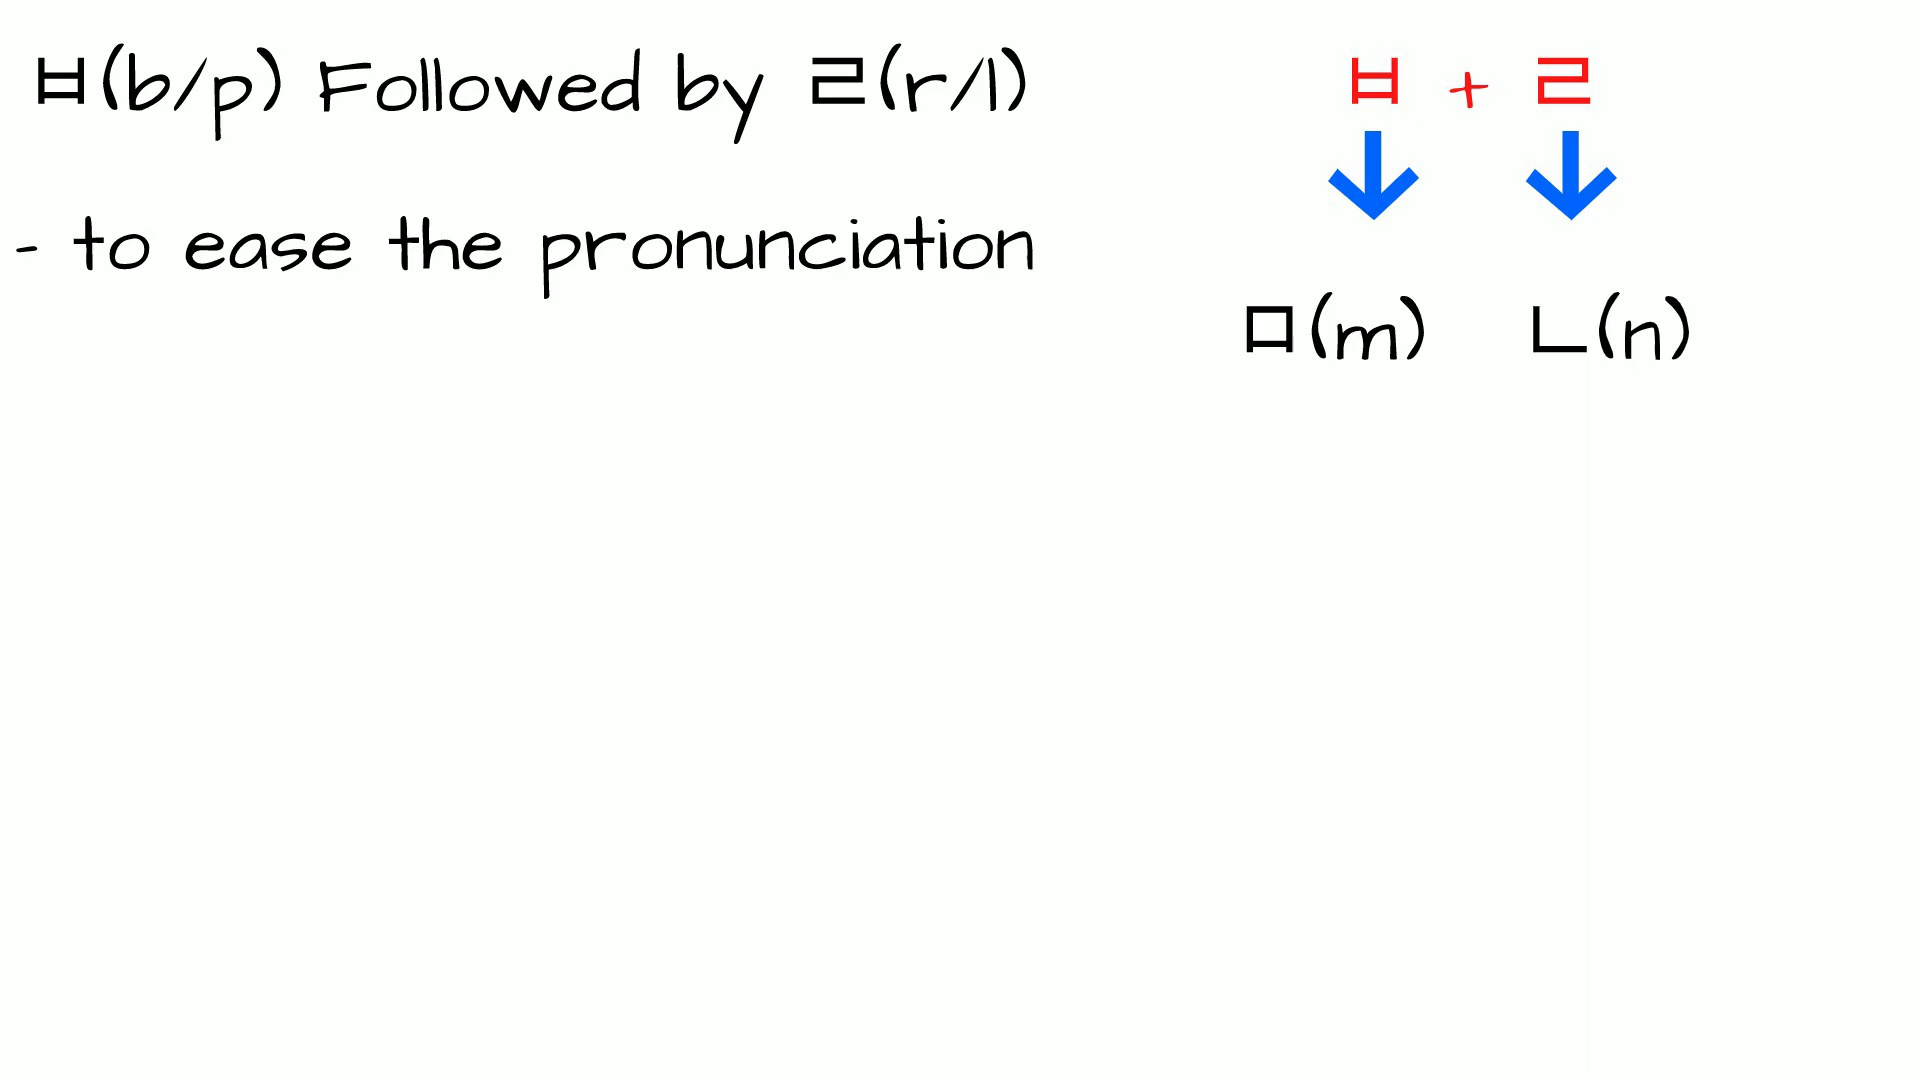 ㅂ(b/p) Followed by ㄹ(r/l)
- to ease the pronunciation
ㅂ + ㄹ
ㅁ(m) ㄴ(n)